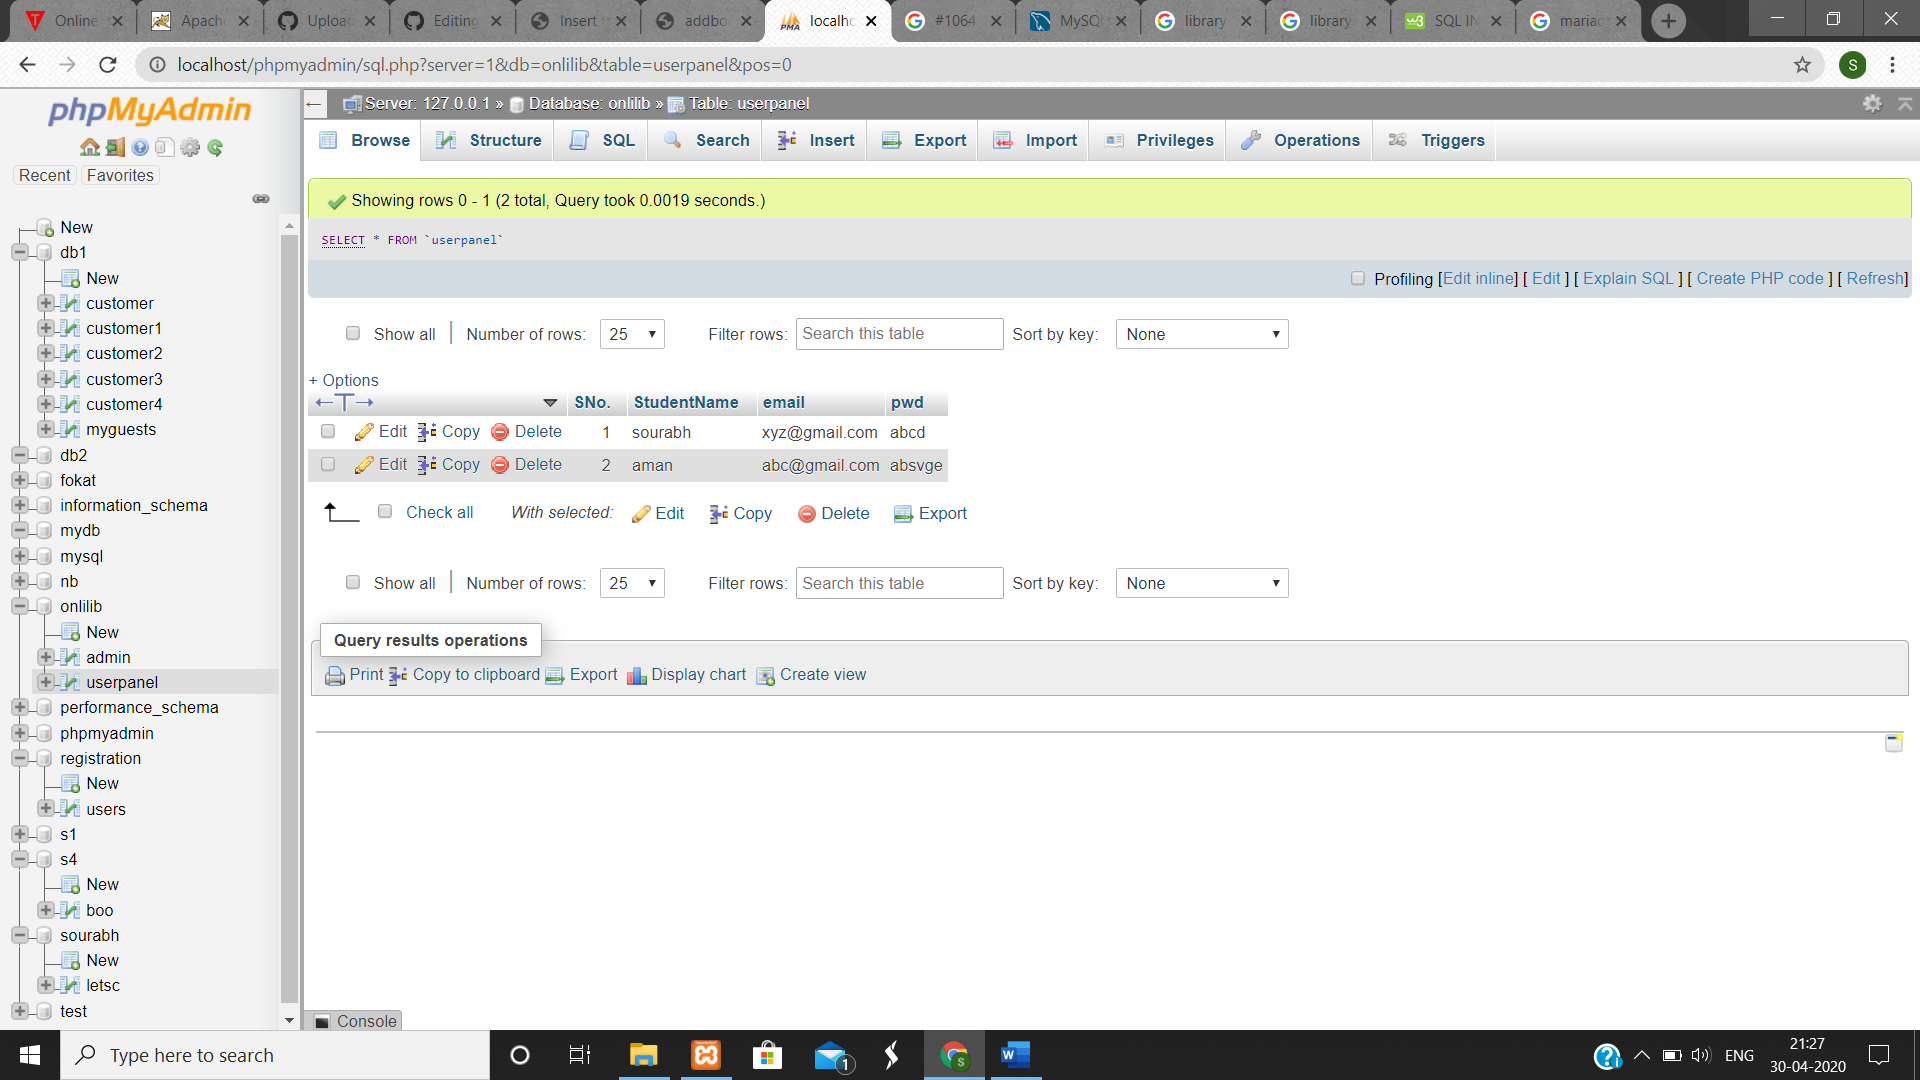 Online
Apach
Upload
Editing
Insert
addbo
localho
#1064
MySQL
library
library
SQL IN
mariad
localhost/phpmyadmin/sql.php?server=1&db=onlilib&table=userpanel&pos=0
S
phpMyAdmin
Recent
Favorites
New
db1
New
customer
customer1
customer2
customer3
customer4
myguests
db2
fokat
information_schema
mydb
mysql
nb
onlilib
New
admin
userpanel
performance_schema
phpmyadmin
registration
New
users
s1
s4
New
boo
sourabh
New
letsc
test
Server: 127.0.0.1 » Database: onlilib » Table: userpanel
Browse Structure SQL Search Insert Export Import Privileges Operations Triggers
Showing rows 0 - 1 (2 total, Query took 0.0019 seconds.)
SELECT * FROM `userpanel`
Profiling [Edit inline] [ Edit ] [ Explain SQL ] [ Create PHP code ] [ Refresh]
Show all | Number of rows: 25 Filter rows: Search this table Sort by key: None
+ Options
←T→ SNo. StudentName email pwd
Edit Copy Delete 1 sourabh xyz@gmail.com abcd
Edit Copy Delete 2 aman abc@gmail.com absvge
Check all With selected: Edit Copy Delete Export
Show all | Number of rows: 25 Filter rows: Search this table Sort by key: None
Query results operations
Print Copy to clipboard Export Display chart Create view
Console
Type here to search
1
ENG
21:27
30-04-2020